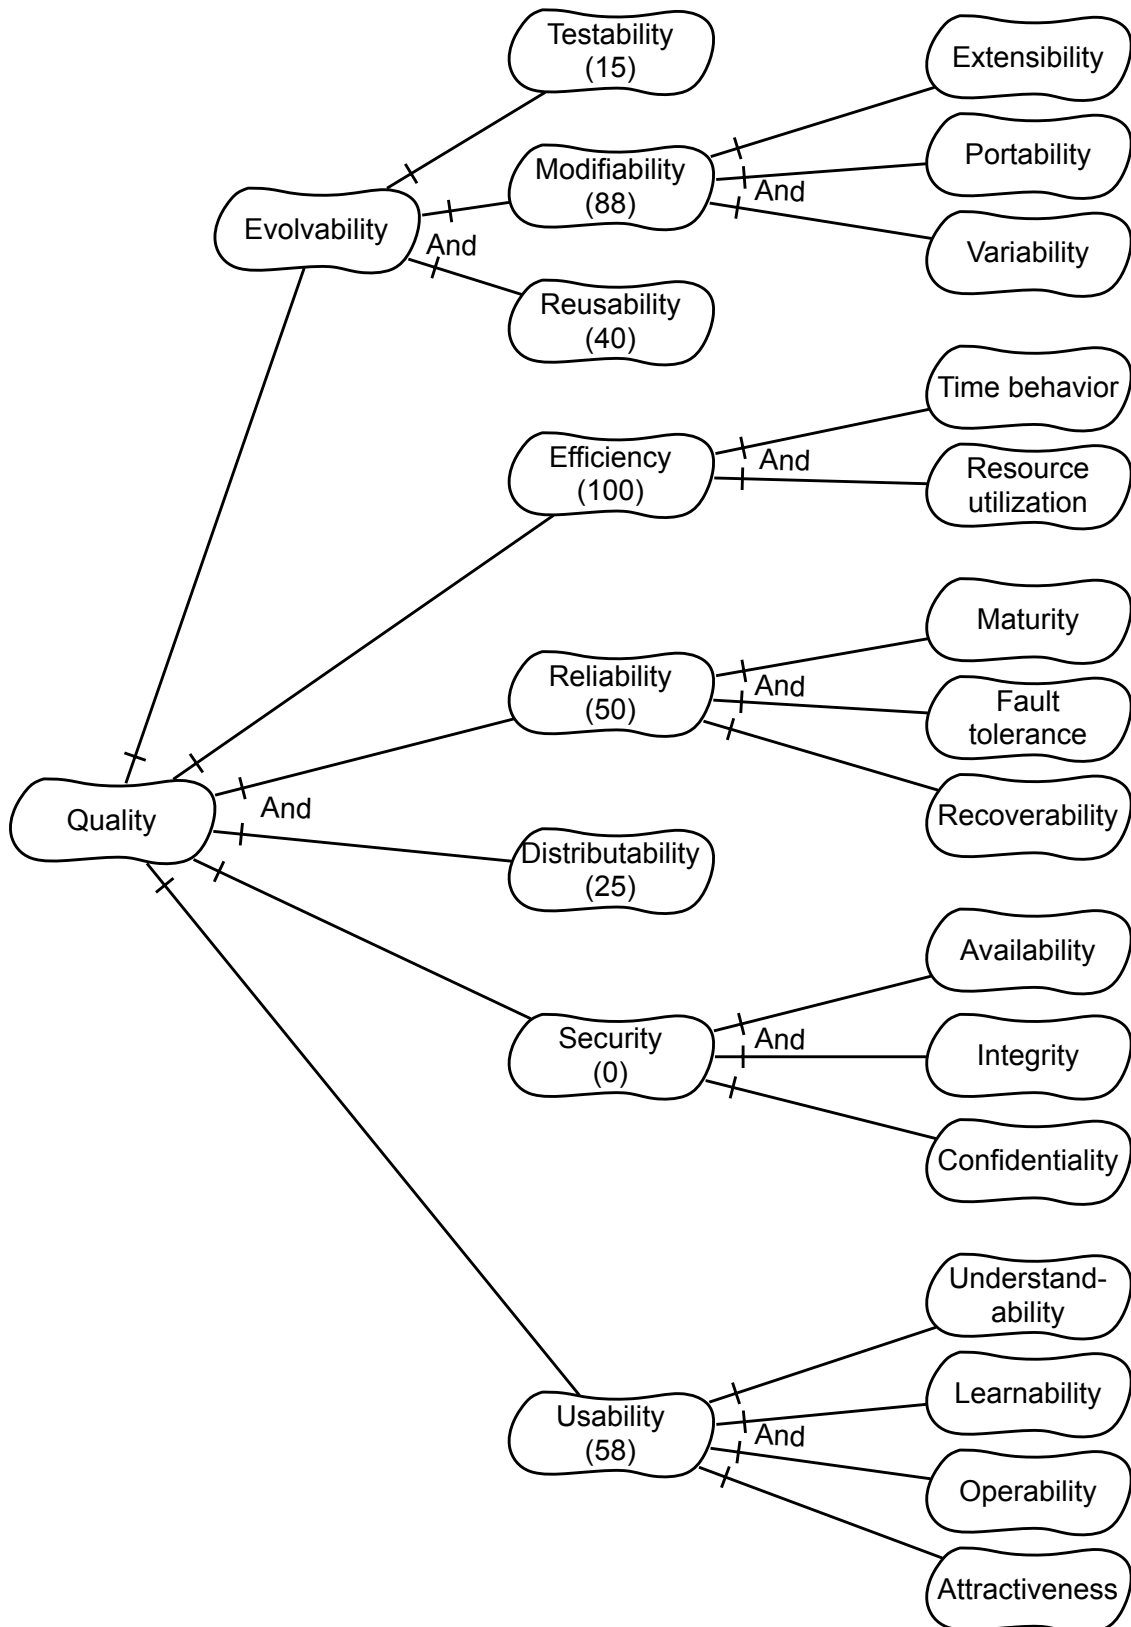 Testability
(15)
Extensibility
Modifiability
(88)
And
Portability
Variability
Evolvability
And
Reusability
(40)
Time behavior
Efficiency
(100)
And
Resource
utilization
Maturity
Reliability
(50)
And
Fault
tolerance
Recoverability
Quality
And
Distributability
(25)
Availability
Security
(0)
And
Integrity
Confidentiality
Understand-
ability
Learnability
Usability
(58)
And
Operability
Attractiveness